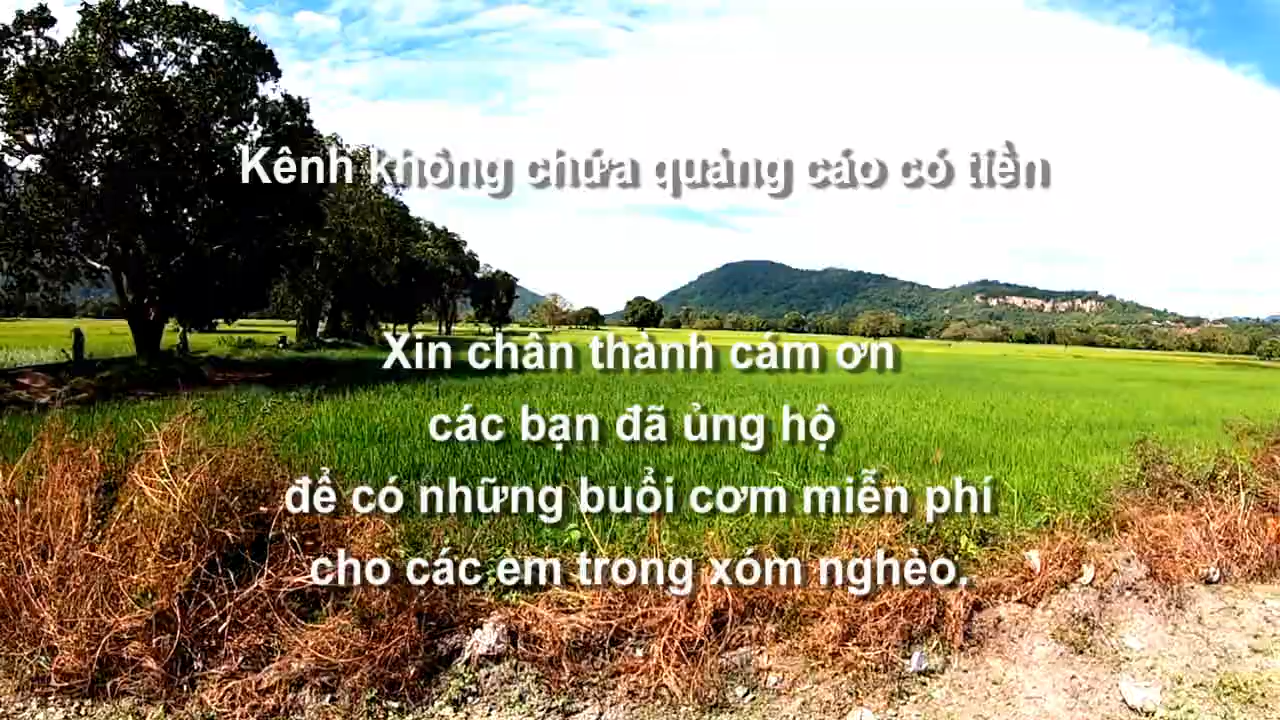 Kênh không chứa quảng cáo có tiền
Xin chân thành cám ơn
các bạn đã ủng hộ
để có những buổi cơm miễn phí
cho các em trong xóm nghèo.